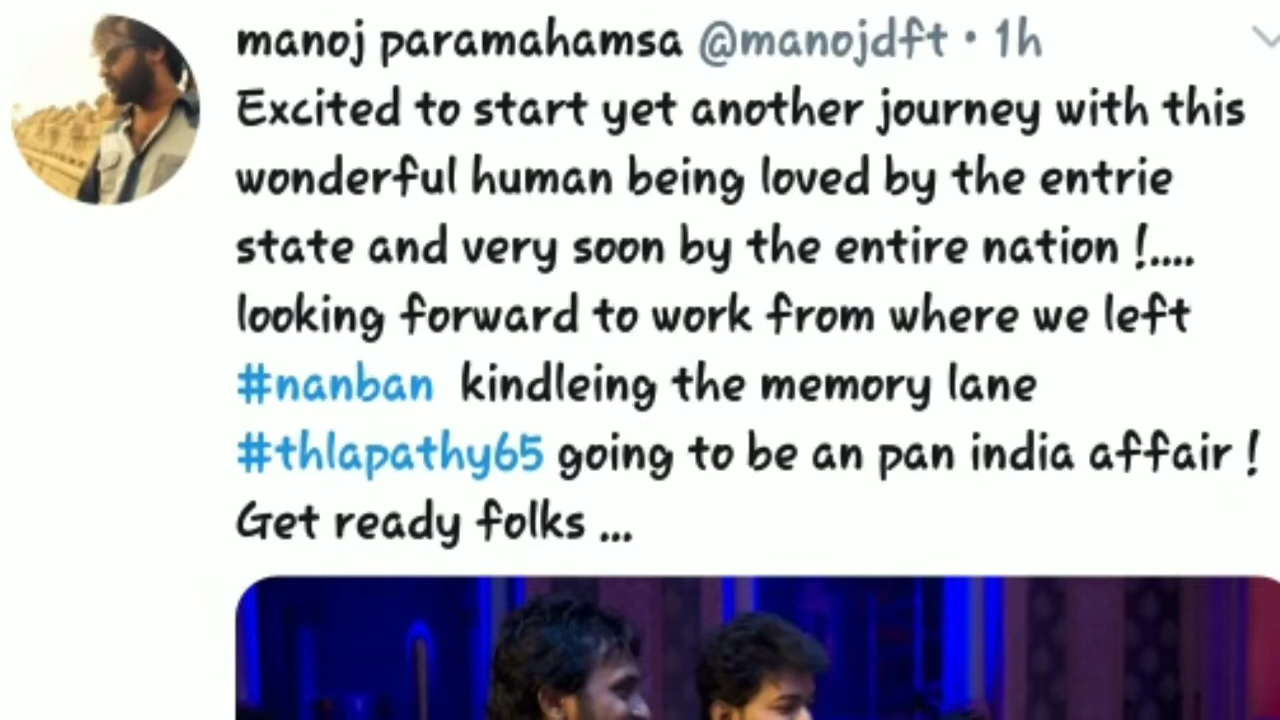 manoj paramahamsa @manojdft • 1h
Excited to start yet another journey with this
wonderful human being loved by the entrie
state and very soon by the entire nation !....
looking forward to work from where we left
#nanban kindleing the memory lane
#thlapathy65 going to be an pan india affair !
Get ready folks ...